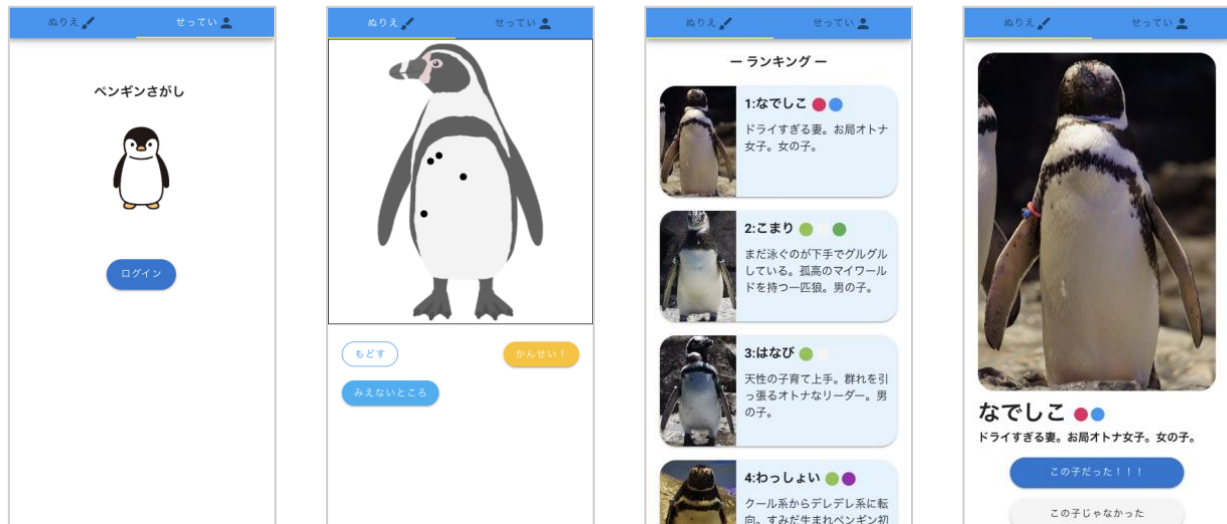 ぬりえ せってい
ペンギンさがし
ログイン
ぬりえ せってい
もどす かんせい！
みえないところ
ぬりえ せってい
ー ランキング ー
1:なでしこ
ドライすぎる妻。お局オトナ
女子。女の子。
2:こまり
まだ泳ぐのが下手でグルグル
している。孤高のマイワール
ドを持つ一匹狼。男の子。
3:はなび
天性の子育て上手。群れを引
っ張るオトナなリーダー。男
の子。
4:わっしょい
クール系からデレデレ系に転
向。すみだ生まれペンギン初
ぬりえ せってい
なでしこ
ドライすぎる妻。お局オトナ女子。女の子。
この子だった！！！
この子じゃなかった